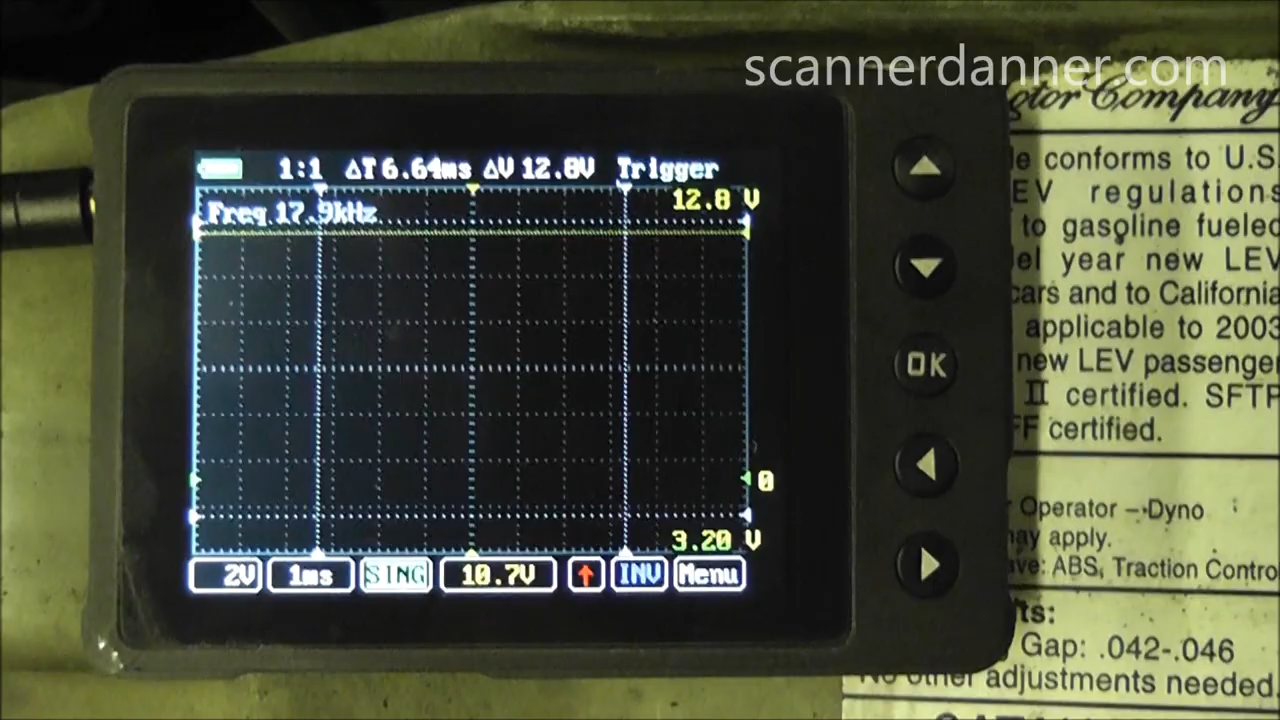 scannerdanner.com
otor Company
1:1 ΔT 6.64ms ΔV 12.8V Trigger
12.8 V
Freq 17.9kHz
0
3.20 V
2V 1ms SING 10.7V ↑ INV Menu
OK
conforms to U.S
EV regulations
to gasoline fueled
el year new LEV
cars and to California
applicable to 2003
new LEV passenger
II certified. SFTP
FF certified.
Operator - Dyno
may apply.
ave: ABS, Traction Contro
ts:
Gap: .042-.046
No other adjustments needed